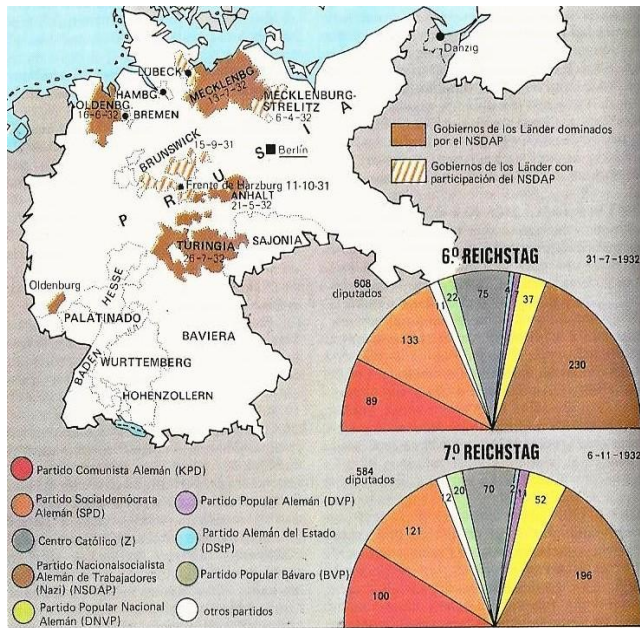 Danzig
LÜBECK
MECKLENBG
13-7-32
HAMBG.
MECKLENBURG-
STRELITZ
6-4-32
OLDENBG.
16-6-32
BREMEN
BRUNSWICK
15-9-31
Berlín
Frente de Harzburg 11-10-31
ANHALT
21-5-32
PRUSIA
TURINGIA
26-7-32
SAJONIA
Oldenburg
HESSE
PALATINADO
BAVIERA
BADEN
WURTTEMBERG
HOHENZOLLERN
Gobiernos de los Länder dominados
por el NSDAP
Gobiernos de los Länder con
participación del NSDAP
6.º REICHSTAG
31-7-1932
608
diputados
89
133
11
22
75
4
7
37
230
7.º REICHSTAG
6-11-1932
584
diputados
100
121
12
20
70
2
11
52
196
Partido Comunista Alemán (KPD)
Partido Socialdemócrata
Alemán (SPD)
Centro Católico (Z)
Partido Nacionalsocialista
Alemán de Trabajadores
(Nazi) (NSDAP)
Partido Popular Nacional
Alemán (DNVP)
Partido Popular Alemán (DVP)
Partido Alemán del Estado
(DStP)
Partido Popular Bávaro (BVP)
otros partidos